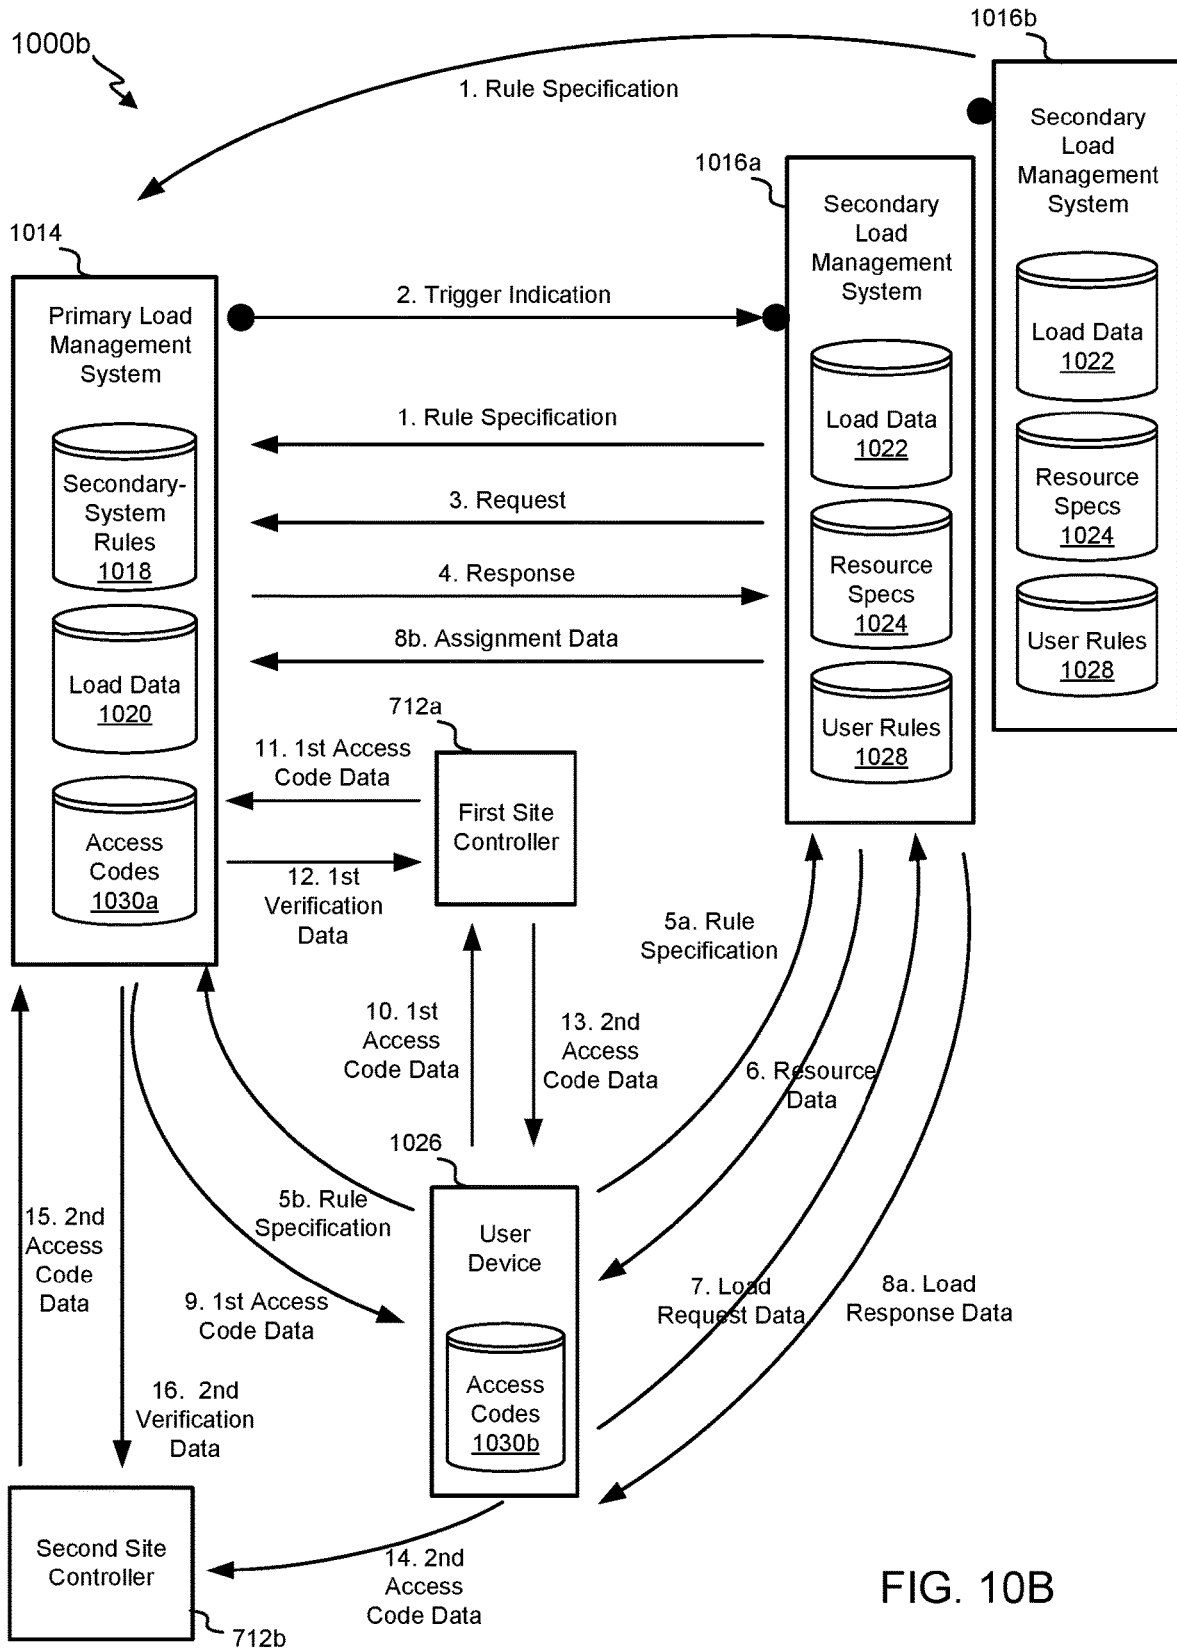 1000b
1016b
1. Rule Specification
Secondary
Load
Management
System
Load Data
1022
Resource
Specs
1024
User Rules
1028
1016a
Secondary
Load
Management
System
Load Data
1022
Resource
Specs
1024
User Rules
1028
1014
Primary Load
Management
System
Secondary-
System
Rules
1018
Load Data
1020
Access
Codes
1030a
2. Trigger Indication
1. Rule Specification
3. Request
4. Response
8b. Assignment Data
712a
11. 1st Access
Code Data
First Site
Controller
12. 1st
Verification
Data
5a. Rule
Specification
10. 1st
Access
Code Data
13. 2nd
Access
Code Data
6. Resource
Data
1026
User
Device
Access
Codes
1030b
5b. Rule
Specification
15. 2nd
Access
Code
Data
9. 1st Access
Code Data
7. Load
Request Data
8a. Load
Response Data
16. 2nd
Verification
Data
Second Site
Controller
14. 2nd
Access
Code Data
712b
FIG. 10B